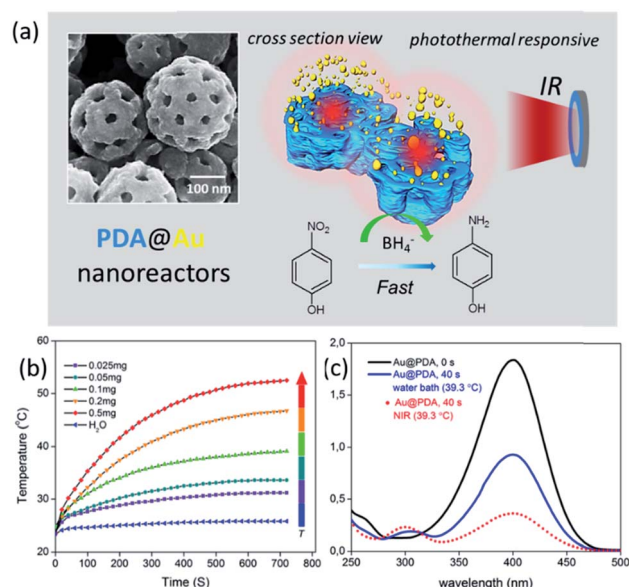 (a)
cross section view
photothermal responsive
IR
100 nm
PDA@Au
nanoreactors
NO₂
OH
BH₄⁻
Fast
NH₂
OH
(b)
60
50
40
30
20
Temperature (°C)
0.025mg
0.05mg
0.1mg
0.2mg
0.5mg
H₂O
T
0 100 200 300 400 500 600 700 800
Time (S)
(c)
2,0
1,5
1,0
0,5
0,0
Au@PDA, 0 s
Au@PDA, 40 s
water bath (39.3 °C)
Au@PDA, 40 s
NIR (39.3 °C)
250 300 350 400 450 500
wavelength (nm)